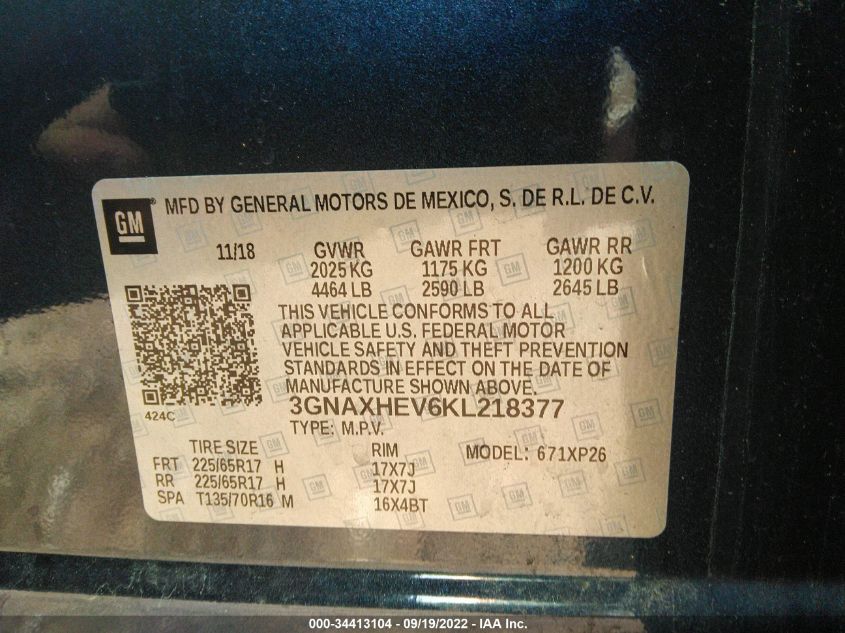 GM MFD BY GENERAL MOTORS DE MEXICO, S. DE R.L. DE C.V.
11/18 GVWR GAWR FRT GAWR RR
2025 KG 1175 KG 1200 KG
4464 LB 2590 LB 2645 LB
THIS VEHICLE CONFORMS TO ALL
APPLICABLE U.S. FEDERAL MOTOR
VEHICLE SAFETY AND THEFT PREVENTION
STANDARDS IN EFFECT ON THE DATE OF
MANUFACTURE SHOWN ABOVE.
424C 3GNAXHEV6KL218377
TYPE: M.P.V.
TIRE SIZE RIM MODEL: 671XP26
FRT 225/65R17 H 17X7J
RR 225/65R17 H 17X7J
SPA T135/70R16 M 16X4BT
000-34413104 - 09/19/2022 - IAA Inc.